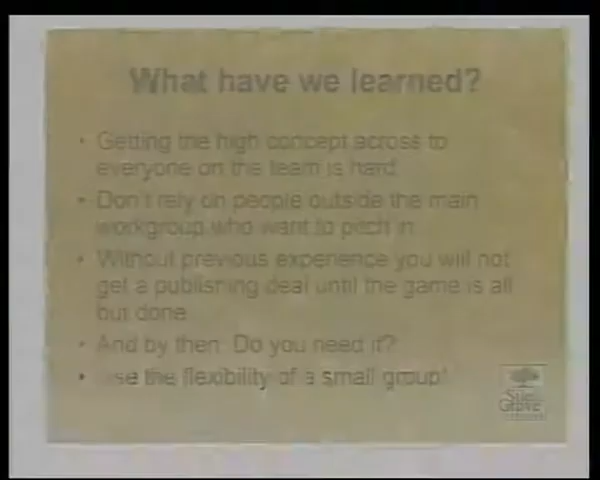 What have we learned?
• Getting the high concept across to
everyone on the team is hard
• Don't rely on people outside the main
workgroup who want to pitch in
• Without previous experience you will not
get a publishing deal until the game is all
but done
• And by then: Do you need it?
• Use the flexibility of a small group!
Grove